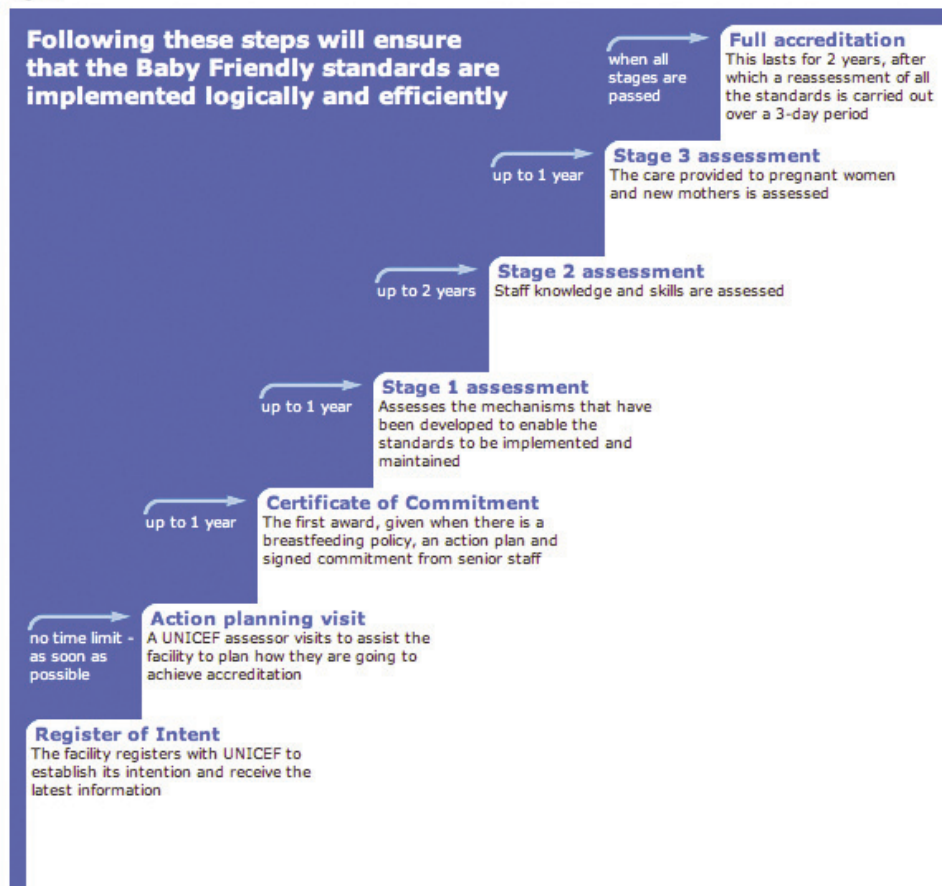 Following these steps will ensure
that the Baby Friendly standards are
implemented logically and efficiently
when all
stages are
passed
Full accreditation
This lasts for 2 years, after
which a reassessment of all
the standards is carried out
over a 3-day period
up to 1 year
Stage 3 assessment
The care provided to pregnant women
and new mothers is assessed
up to 2 years
Stage 2 assessment
Staff knowledge and skills are assessed
up to 1 year
Stage 1 assessment
Assesses the mechanisms that have
been developed to enable the
standards to be implemented and
maintained
up to 1 year
Certificate of Commitment
The first award, given when there is a
breastfeeding policy, an action plan and
signed commitment from senior staff
no time limit -
as soon as
possible
Action planning visit
A UNICEF assessor visits to assist the
facility to plan how they are going to
achieve accreditation
Register of Intent
The facility registers with UNICEF to
establish its intention and receive the
latest information